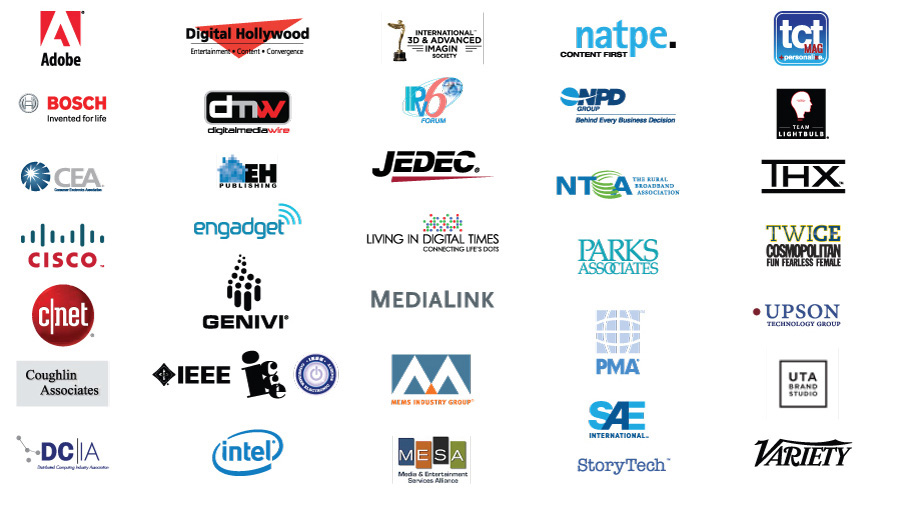 Adobe
BOSCH
Invented for life
CEA
Consumer Electronics Association
CISCO
c|net
Coughlin
Associates
DC|IA
Distributed Computing Industry Association
Digital Hollywood
Entertainment • Content • Convergence
dmw
digitalmediawire
EH
PUBLISHING
engadget
GENIVI
IEEE
intel
INTERNATIONAL
3D & ADVANCED
IMAGIN
SOCIETY
IPV6
FORUM
JEDEC.
LIVING IN DIGITAL TIMES
CONNECTING LIFE'S DOTS
MEDIALINK
MEMS INDUSTRY GROUP
MESA
Media & Entertainment
Services Alliance
natpe.
CONTENT FIRST
NPD
GROUP
Behind Every Business Decision
NTCA
THE RURAL
BROADBAND
ASSOCIATION
PARKS
ASSOCIATES
PMA
SAE
INTERNATIONAL
StoryTech
tct
MAG
TEAM
LIGHTBULB
THX
TWICE
COSMOPOLITAN
FUN FEARLESS FEMALE
UPSON
TECHNOLOGY GROUP
UTA
BRAND
STUDIO
VARIETY